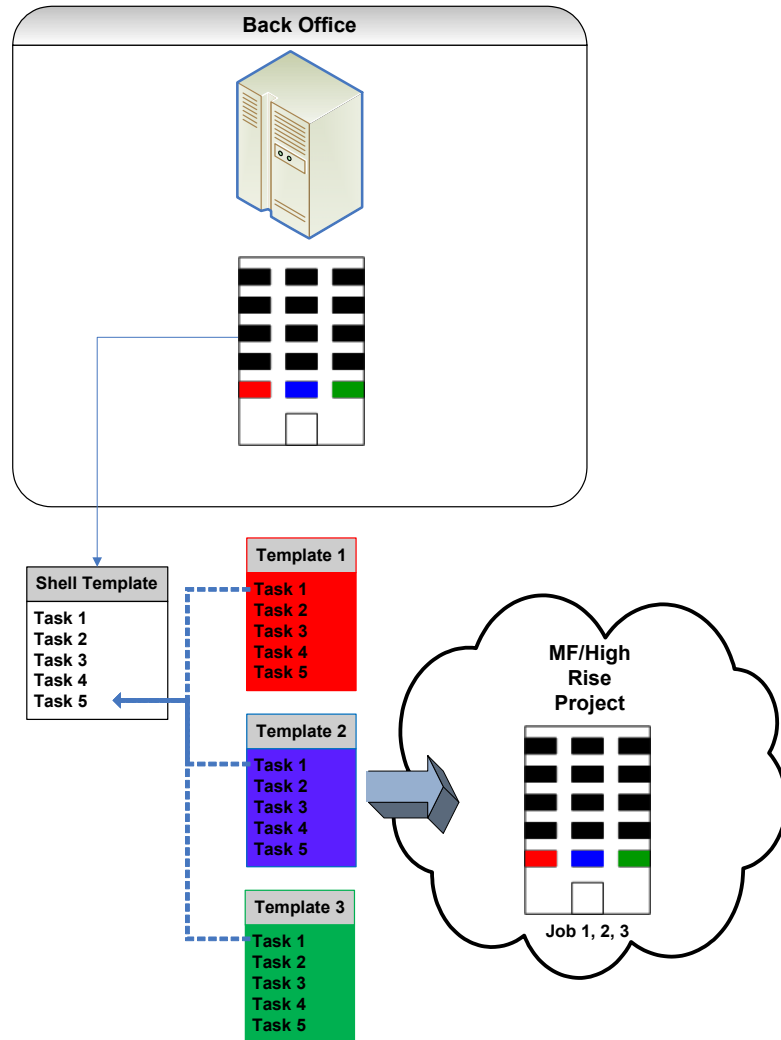 Back Office
Shell Template
Task 1
Task 2
Task 3
Task 4
Task 5
Template 1
Task 1
Task 2
Task 3
Task 4
Task 5
Template 2
Task 1
Task 2
Task 3
Task 4
Task 5
Template 3
Task 1
Task 2
Task 3
Task 4
Task 5
MF/High
Rise
Project
Job 1, 2, 3